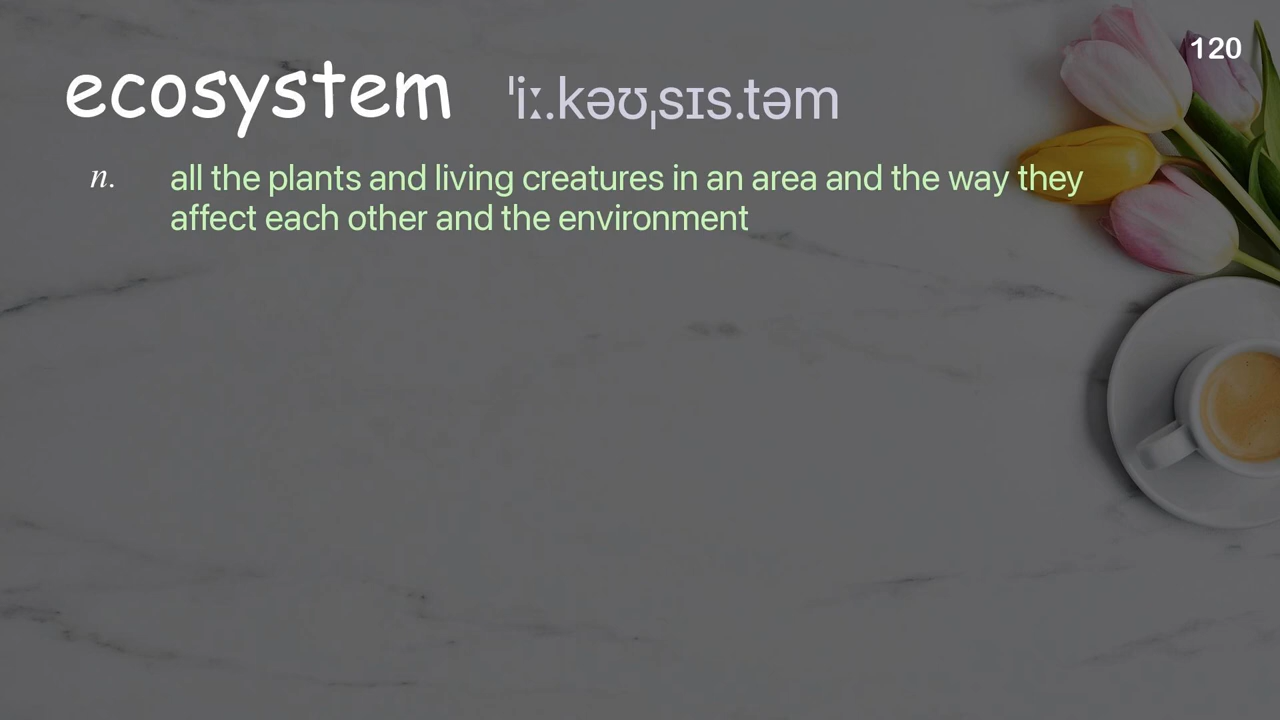 120
ecosystem ˈiː.kəʊˌsɪs.təm
n. all the plants and living creatures in an area and the way they
affect each other and the environment